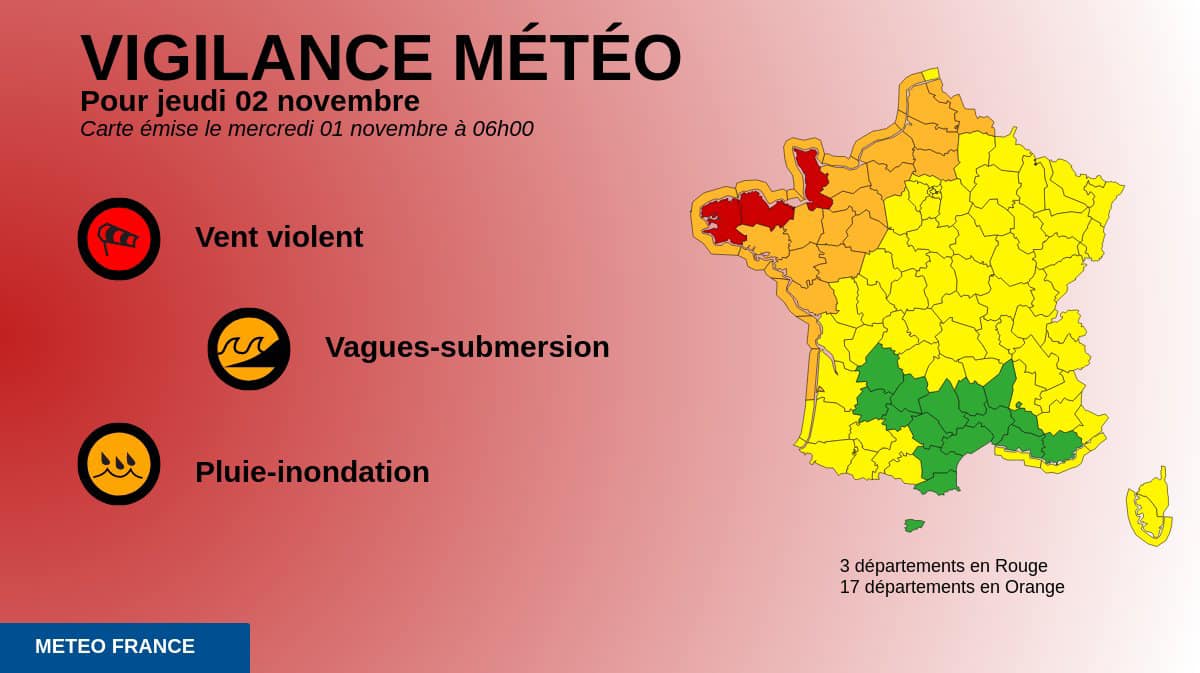 VIGILANCE MÉTÉO
Pour jeudi 02 novembre
Carte émise le mercredi 01 novembre à 06h00
Vent violent
Vagues-submersion
Pluie-inondation
3 départements en Rouge
17 départements en Orange
METEO FRANCE